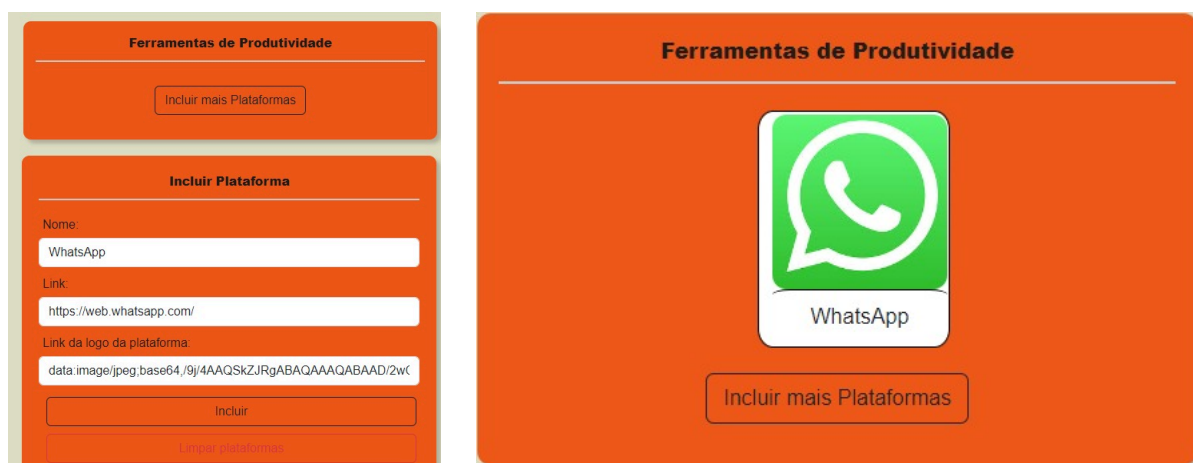 Ferramentas de Produtividade
Incluir mais Plataformas
Incluir Plataforma
Nome:
WhatsApp
Link:
https://web.whatsapp.com/
Link da logo da plataforma:
data:image/jpeg;base64,/9j/4AAQSkZJRgABAQAAAQABAAD/2w
Incluir
Limpar plataformas
Ferramentas de Produtividade
WhatsApp
Incluir mais Plataformas